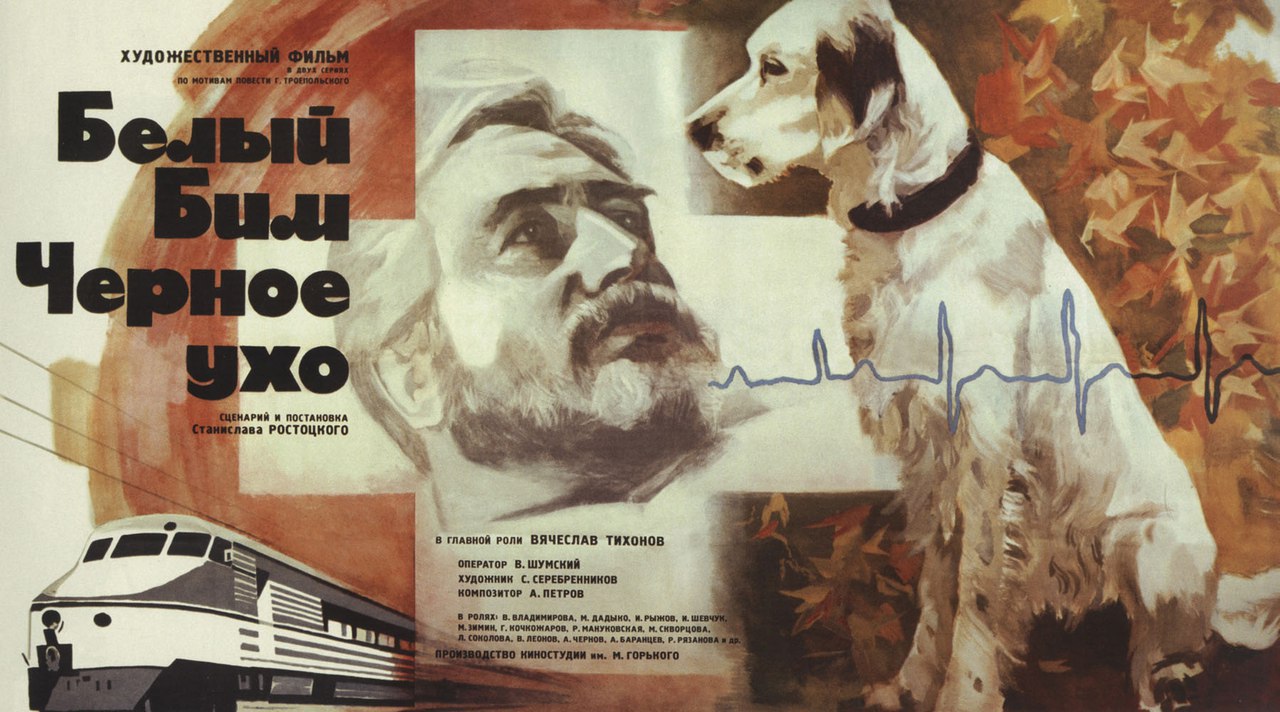 ХУДОЖЕСТВЕННЫЙ ФИЛЬМ
В ДВУХ СЕРИЯХ
ПО МОТИВАМ ПОВЕСТИ Г. ТРОЕПОЛЬСКОГО
Белый
Бим
Черное
ухо
СЦЕНАРИЙ И ПОСТАНОВКА
Станислава РОСТОЦКОГО
В ГЛАВНОЙ РОЛИ ВЯЧЕСЛАВ ТИХОНОВ
ОПЕРАТОР В. ШУМСКИЙ
ХУДОЖНИК С. СЕРЕБРЕННИКОВ
КОМПОЗИТОР А. ПЕТРОВ
В РОЛЯХ: В. ВЛАДИМИРОВА, М. ДАДЫКО, И. РЫЖОВ, И. ШЕВЧУК,
М. ЗИМИН, Г. КОЧКОЖАРОВ, Р. МАНУКОВСКАЯ, М. СКВОРЦОВА,
Л. СОКОЛОВА, В. ЛЕОНОВ, А. ЧЕРНОВ, А. БАРАНЦЕВ, Р. РЯЗАНОВА и др.
ПРОИЗВОДСТВО КИНОСТУДИИ им. М. ГОРЬКОГО